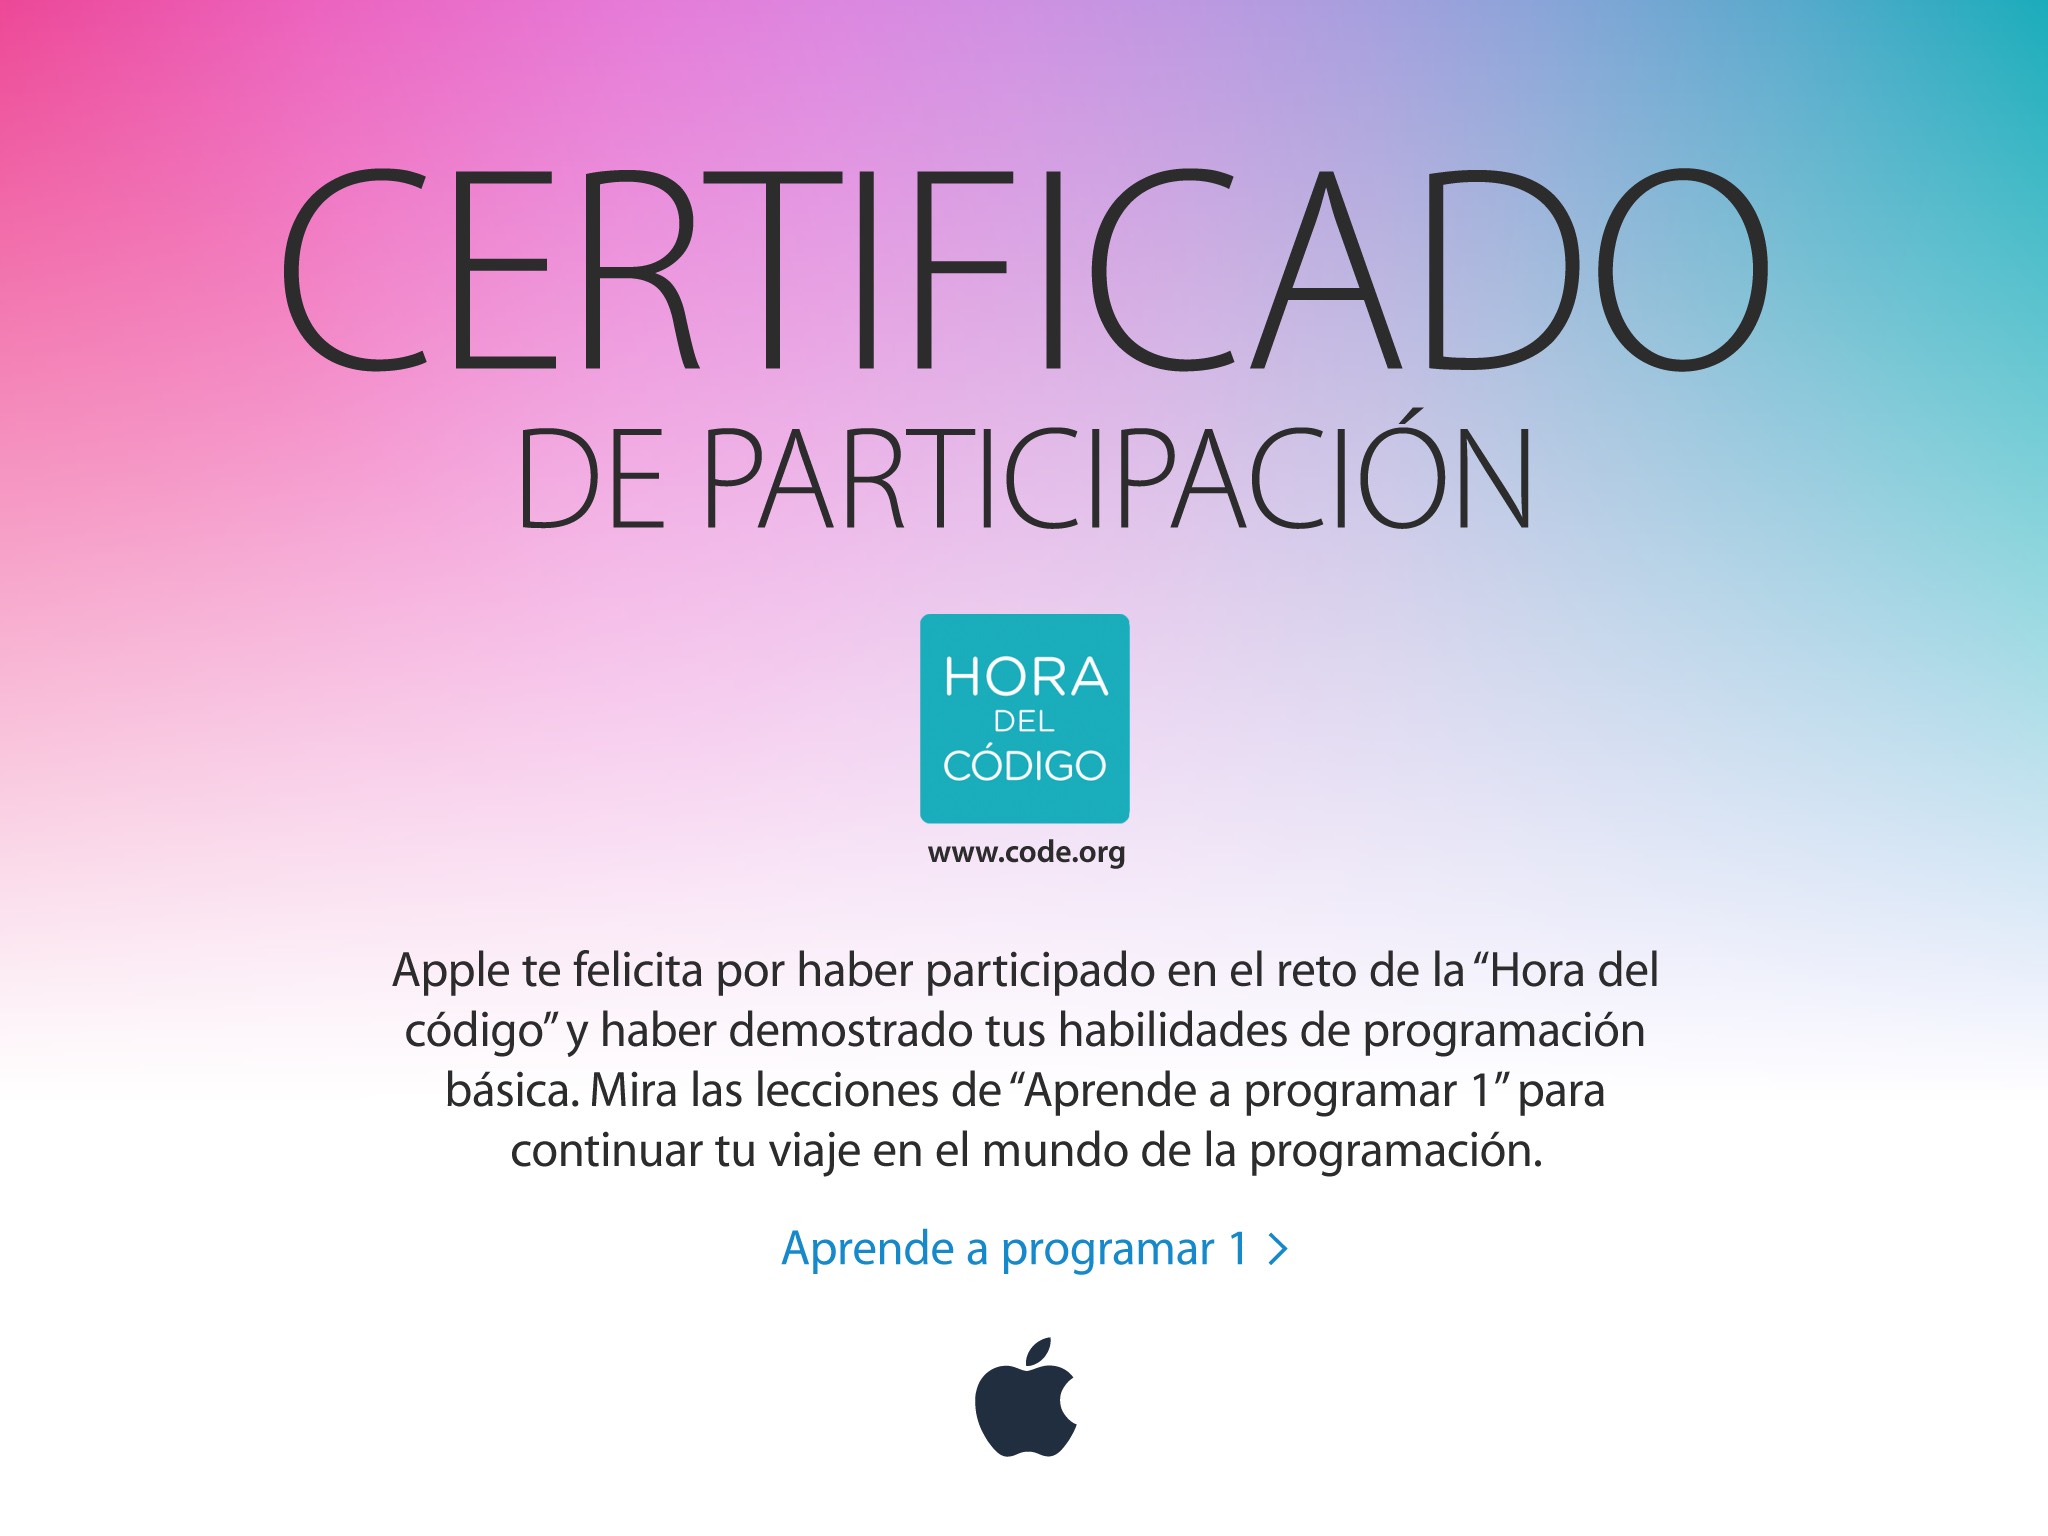 CERTIFICADO
DE PARTICIPACIÓN
HORA
DEL
CÓDIGO
www.code.org
Apple te felicita por haber participado en el reto de la “Hora del
código” y haber demostrado tus habilidades de programación
básica. Mira las lecciones de “Aprende a programar 1” para
continuar tu viaje en el mundo de la programación.
Aprende a programar 1 >